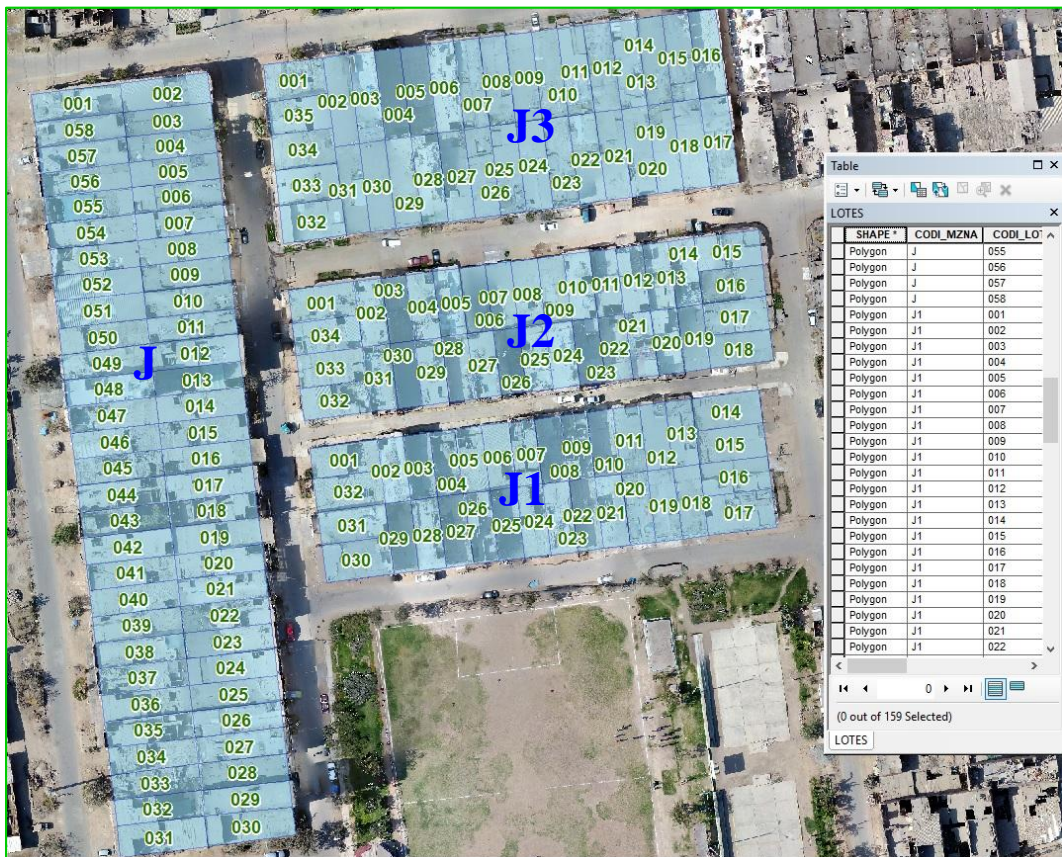 001 002
058 003
057 004
056 005
055 006
054 007
053 008
052 009
051 010
050 011
049 012
048 013
047 014
046 015
045 016
044 017
043 018
042 019
041 020
040 021
039 022
038 023
037 024
036 025
035 026
034 027
033 028
032 029
031 030
J
001 002 003 004 005 006 007 008 009 010 011 012 013 014 015 016
035
034
033 031 030 029 028 027 026 025 024 023 022 021 020 019 018 017
032
J3
001 002 003 004 005 006 007 008 009 010 011 012 013 014 015
034 016
033 031 030 029 028 027 026 025 024 023 022 021 020 019 017
032 018
J2
001 002 003 004 005 006 007 008 009 010 011 012 013 014
032 015
031 029 028 027 026 025 024 023 022 021 020 019 018 016
030 017
J1
Table
LOTES
SHAPE * CODI_MZNA CODI_LOT
Polygon J 055
Polygon J 056
Polygon J 057
Polygon J 058
Polygon J1 001
Polygon J1 002
Polygon J1 003
Polygon J1 004
Polygon J1 005
Polygon J1 006
Polygon J1 007
Polygon J1 008
Polygon J1 009
Polygon J1 010
Polygon J1 011
Polygon J1 012
Polygon J1 013
Polygon J1 014
Polygon J1 015
Polygon J1 016
Polygon J1 017
Polygon J1 018
Polygon J1 019
Polygon J1 020
Polygon J1 021
Polygon J1 022
0
(0 out of 159 Selected)
LOTES